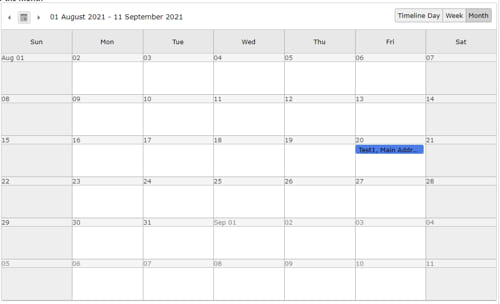 01 August 2021 - 11 September 2021 Timeline Day Week Month
Sun Mon Tue Wed Thu Fri Sat
Aug 01 02 03 04 05 06 07
08 09 10 11 12 13 14
15 16 17 18 19 20 21
Test1, Main Addr...
22 23 24 25 26 27 28
29 30 31 Sep 01 02 03 04
05 06 07 08 09 10 11